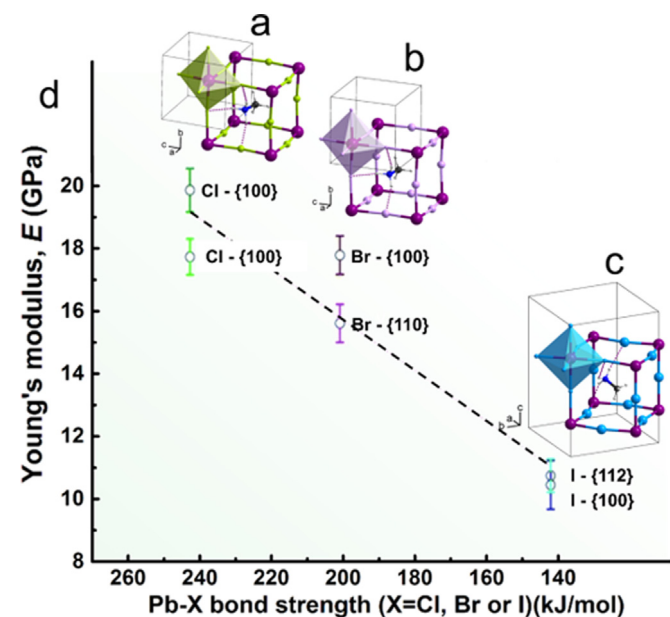 a
b
c
d
c
a
b
c
a
b
c
a
b
Young's modulus, E (GPa)
20
18
16
14
12
10
8
Cl - {100}
Cl - {100}
Br - {100}
Br - {110}
I - {112}
I - {100}
260 240 220 200 180 160 140
Pb-X bond strength (X=Cl, Br or I)(kJ/mol)